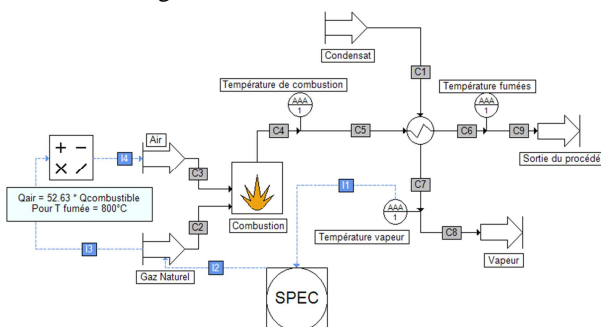 Condensat
C1
Température de combustion
Température fumées
AAA
1
AAA
1
C4
C5
C6
C9
Sortie du procédé
+ -
× /
I4
Air
C3
Qair = 52.63 * Qcombustible
Pour T fumée = 800°C
C2
Combustion
I1
C7
AAA
1
Température vapeur
C8
Vapeur
I3
Gaz Naturel
I2
SPEC